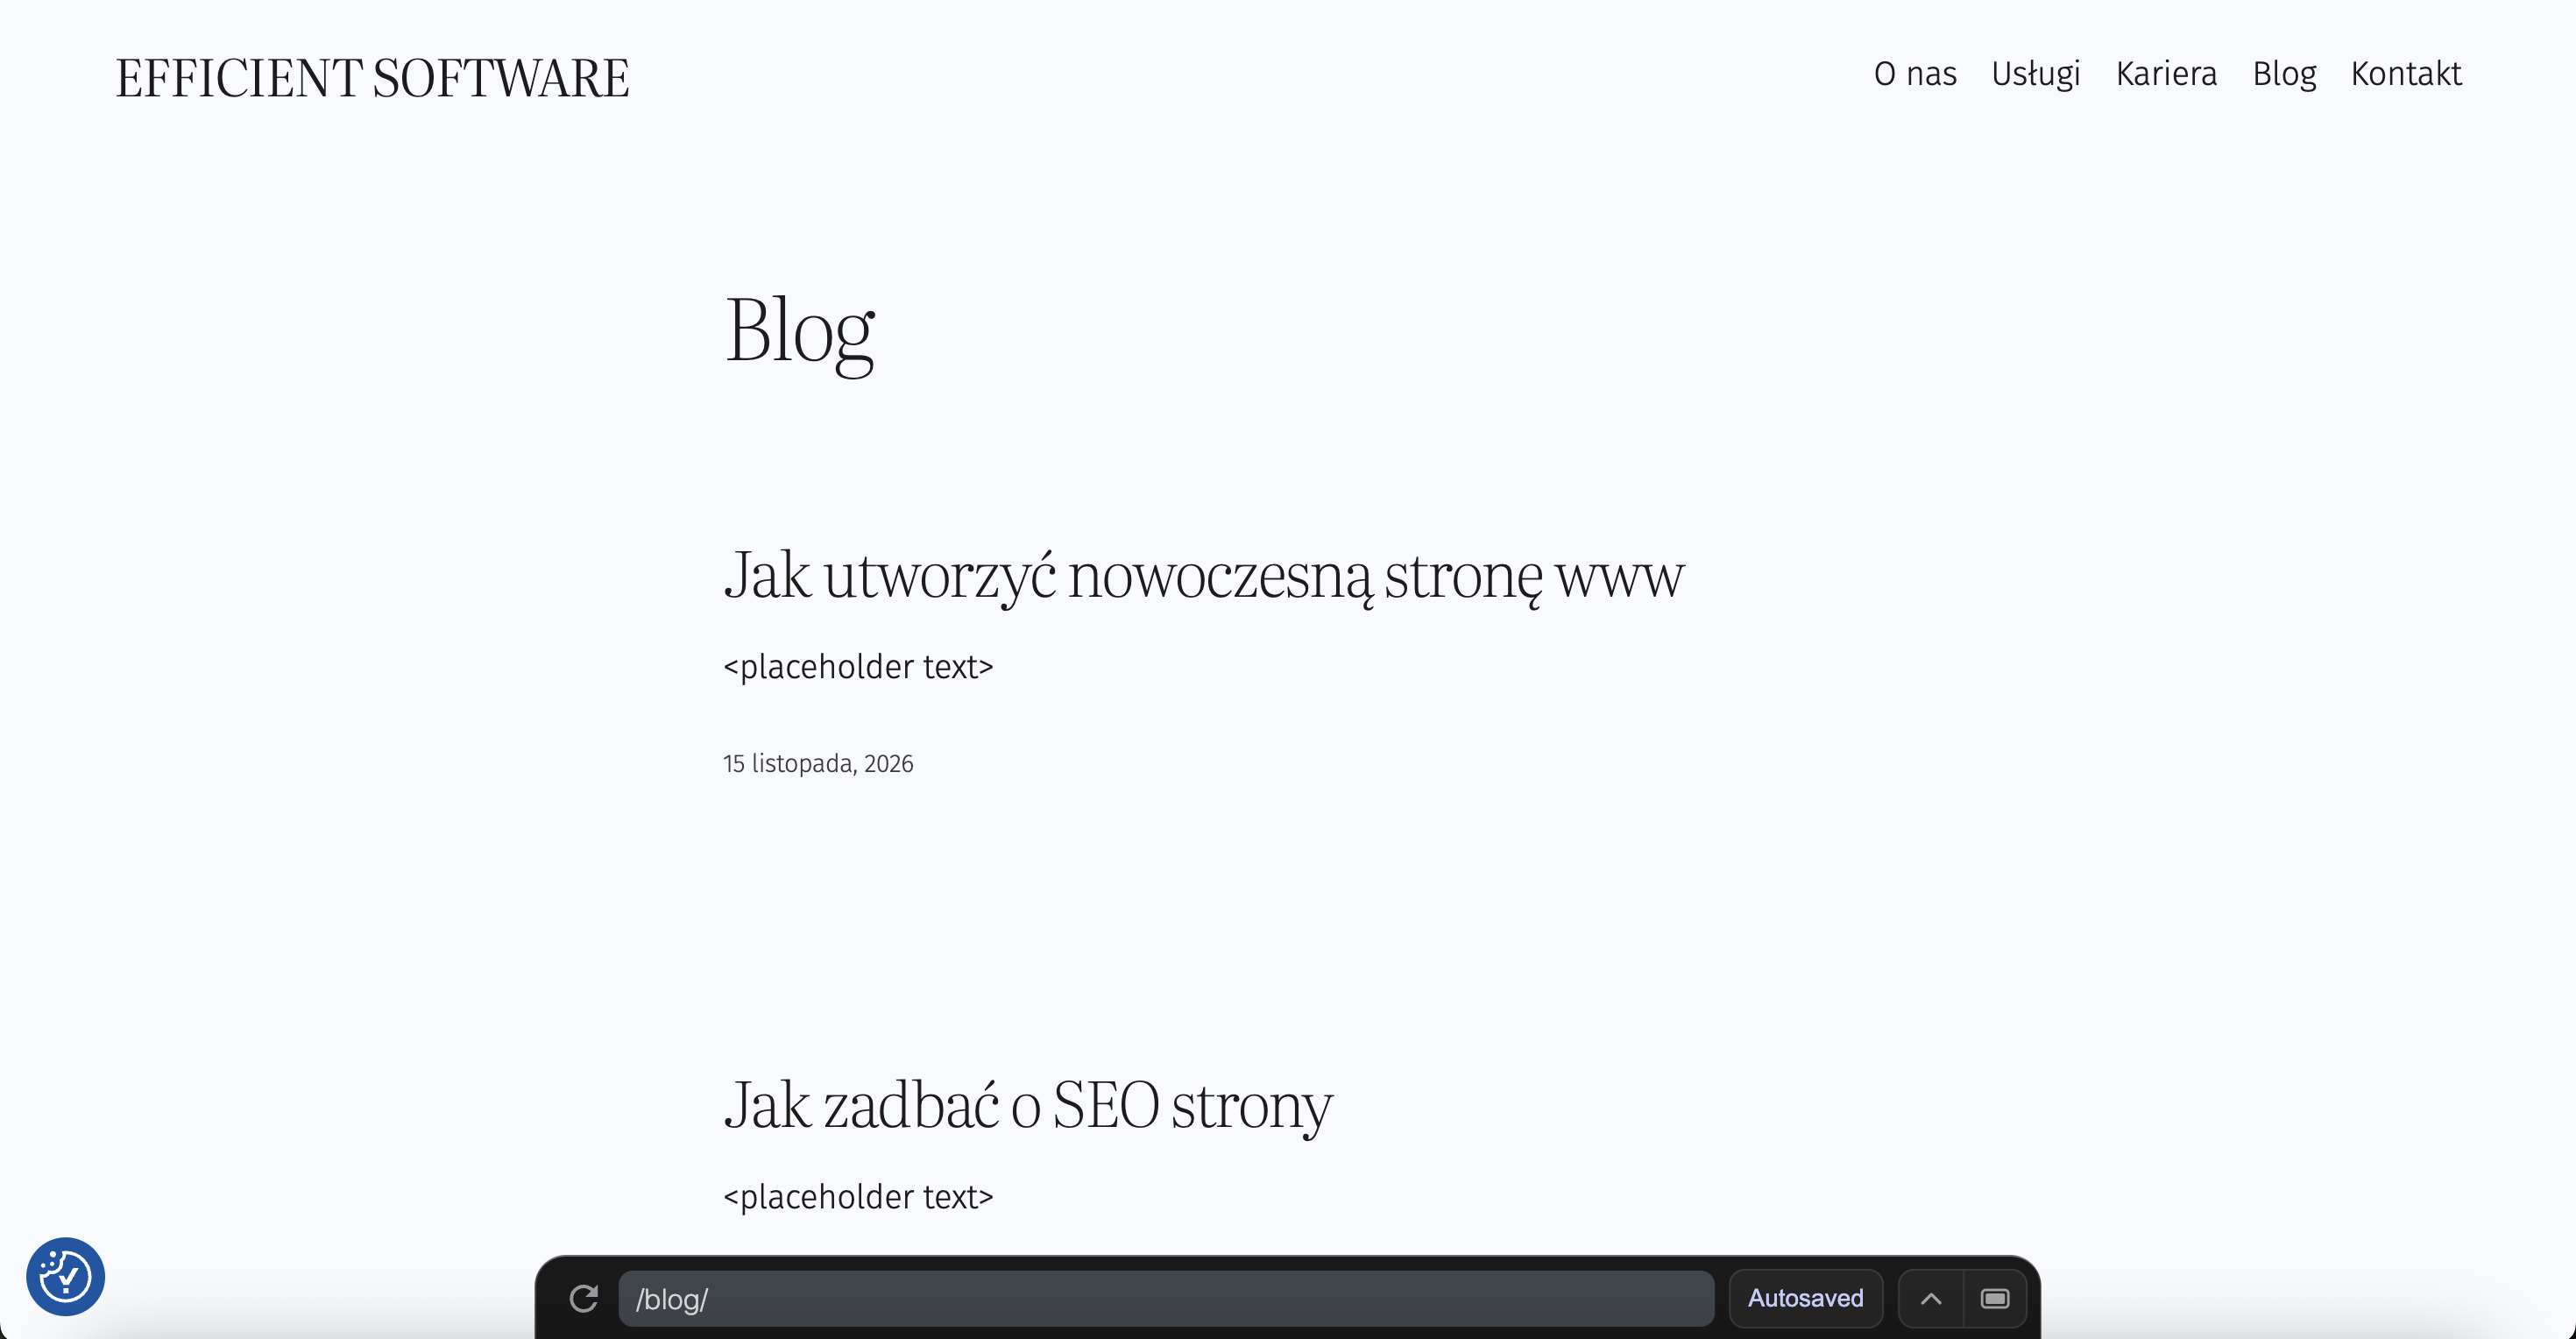 EFFICIENT SOFTWARE
O nas Usługi Kariera Blog Kontakt
Blog
Jak utworzyć nowoczesną stronę www
<placeholder text>
15 listopada, 2026
Jak zadbać o SEO strony
<placeholder text>
/blog/
Autosaved